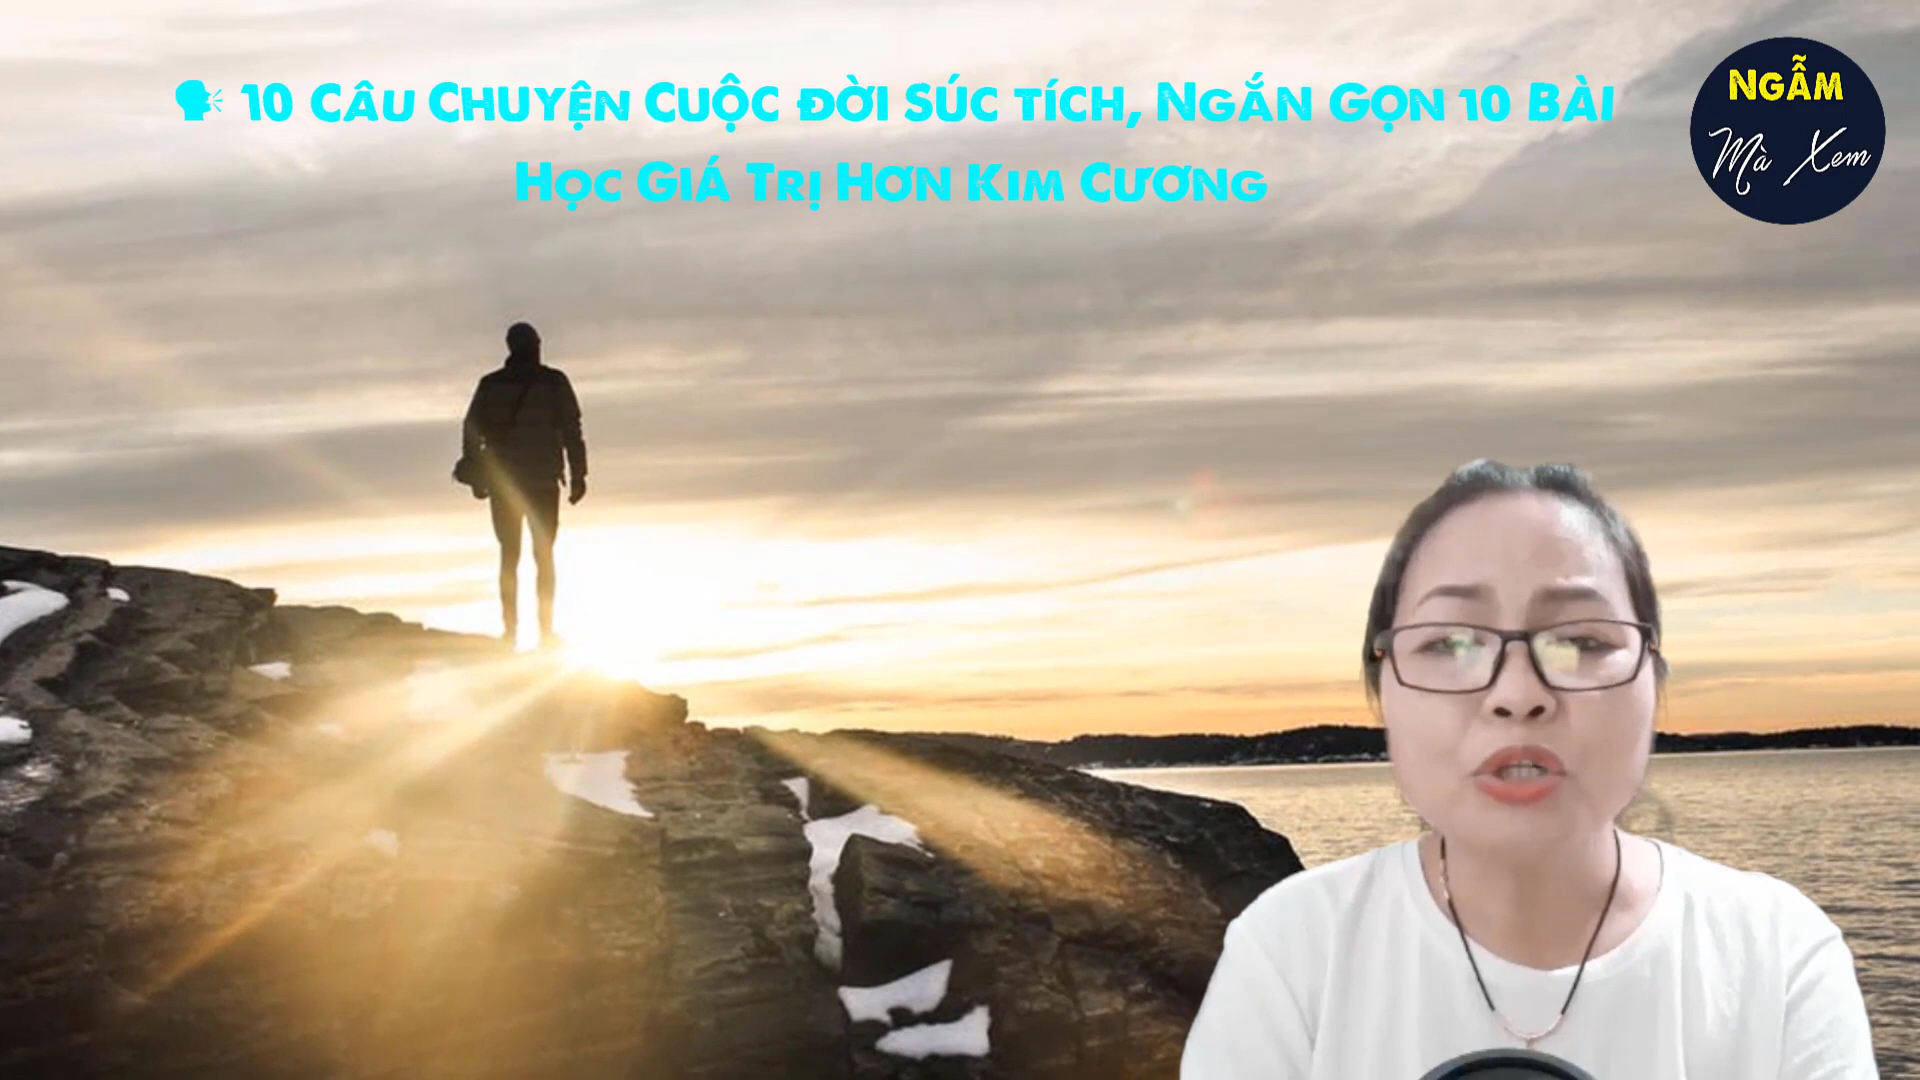 🗣 10 Câu Chuyện Cuộc Đời Súc Tích, Ngắn Gọn 10 Bài
Học Giá Trị Hơn Kim Cương
NGẪM
Mà Xem